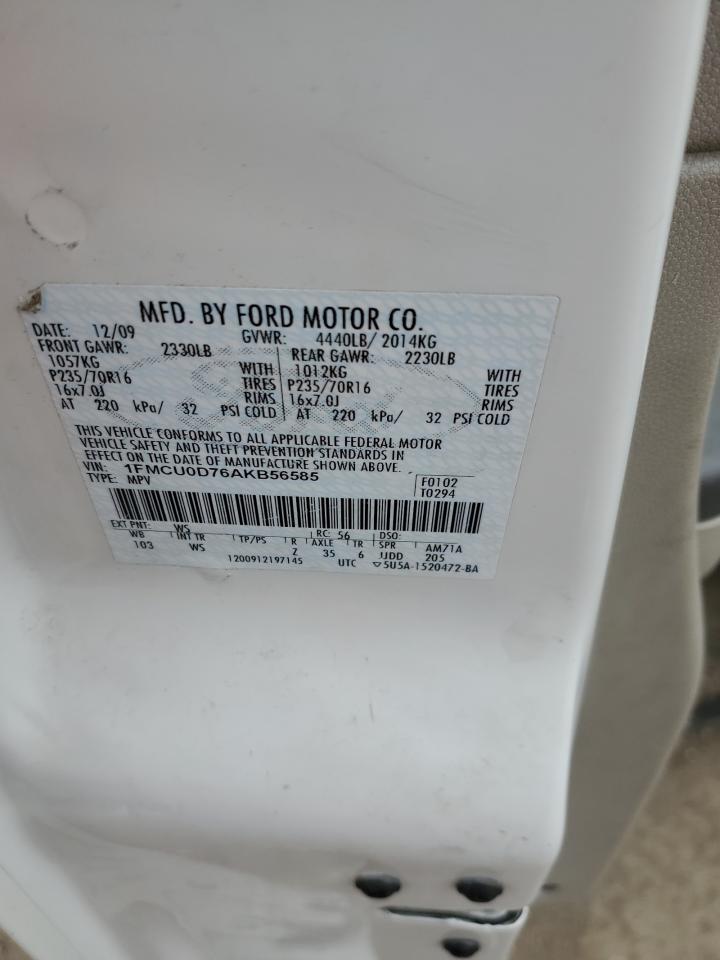 MFD. BY FORD MOTOR CO.
DATE: 12/09 GVWR: 4440LB/ 2014KG
FRONT GAWR: 2330LB REAR GAWR: 2230LB
1057KG WITH 1012KG WITH
P235/70R16 TIRES P235/70R16 TIRES
16x7.0J RIMS 16x7.0J RIMS
AT 220 kPa/ 32 PSI COLD AT 220 kPa/ 32 PSI COLD
THIS VEHICLE CONFORMS TO ALL APPLICABLE FEDERAL MOTOR
VEHICLE SAFETY AND THEFT PREVENTION STANDARDS IN
EFFECT ON THE DATE OF MANUFACTURE SHOWN ABOVE.
VIN: 1FMCU0D76AKB56585 F0102
TYPE: MPV T0294
EXT PNT: WS RC: 56 DSO:
WB INT TR TP/PS R AXLE TR SPR AM71A
103 WS Z 35 6 JJDD 205
1200912197145 UTC ▽5U5A-1520472-BA